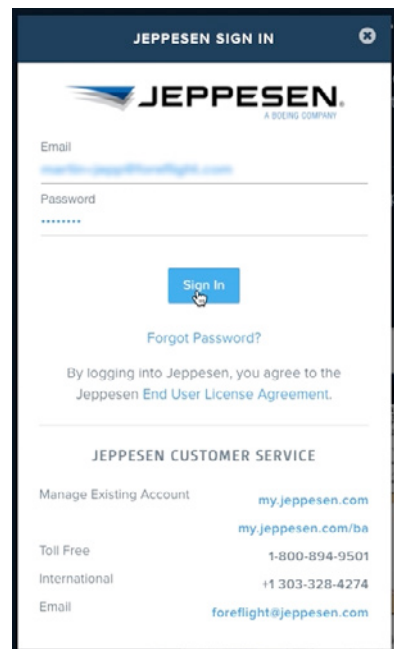 JEPPESEN SIGN IN
JEPPESEN.
A BOEING COMPANY
Email
Password
Sign In
Forgot Password?
By logging into Jeppesen, you agree to the
Jeppesen End User License Agreement.
JEPPESEN CUSTOMER SERVICE
Manage Existing Account my.jeppesen.com
my.jeppesen.com/ba
Toll Free 1-800-894-9501
International +1 303-328-4274
Email foreflight@jeppesen.com